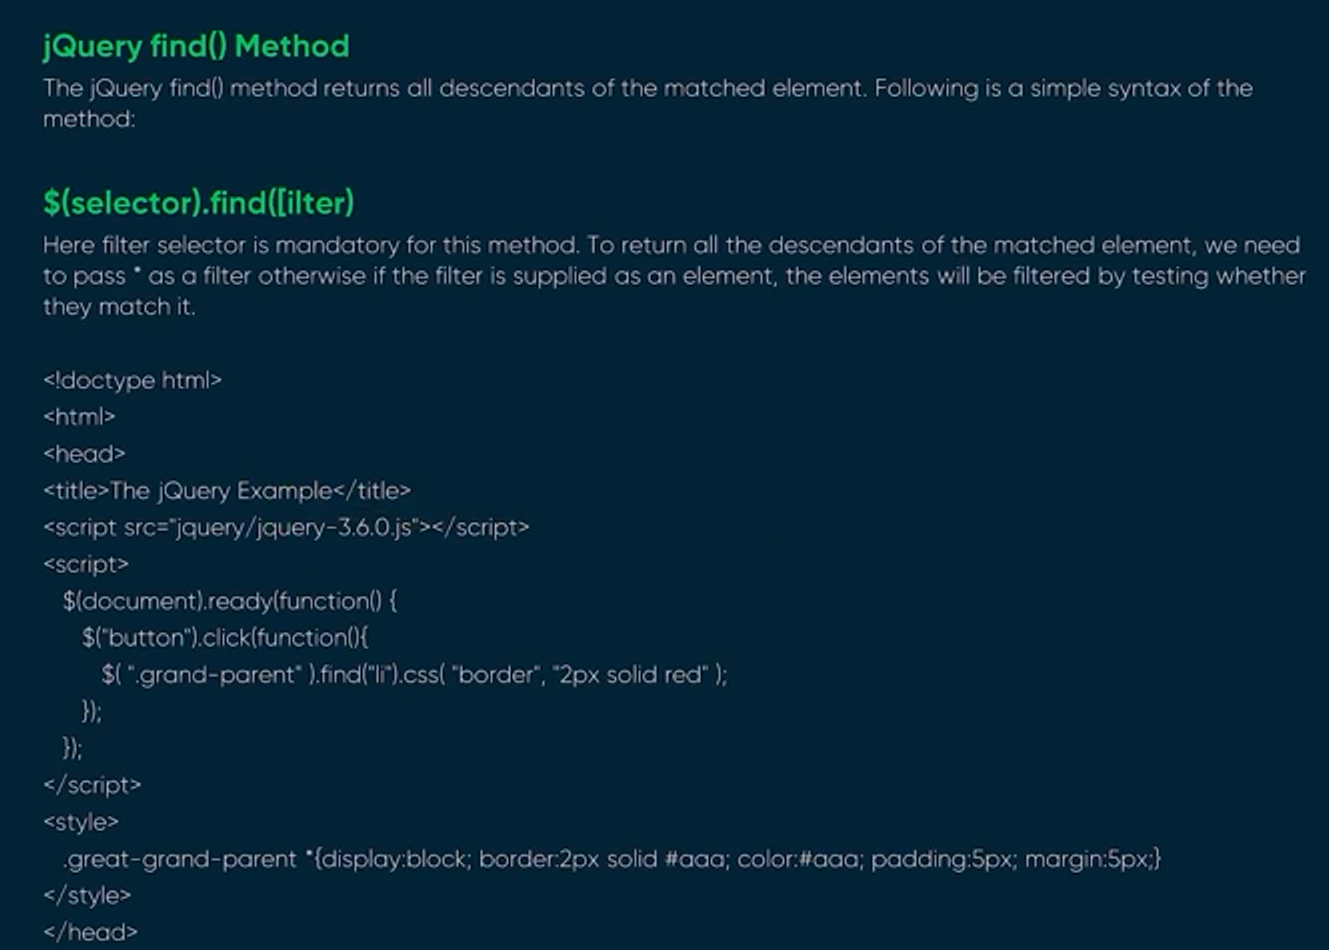 jQuery find() Method
The jQuery find() method returns all descendants of the matched element. Following is a simple syntax of the
method:
$(selector).find([ilter)
Here filter selector is mandatory for this method. To return all the descendants of the matched element, we need
to pass * as a filter otherwise if the filter is supplied as an element, the elements will be filtered by testing whether
they match it.
<!doctype html>
<html>
<head>
<title>The jQuery Example</title>
<script src="jquery/jquery-3.6.0.js"></script>
<script>
$(document).ready(function() {
$("button").click(function(){
$( ".grand-parent" ).find("li").css( "border", "2px solid red" );
});
});
</script>
<style>
.great-grand-parent *{display:block; border:2px solid #aaa; color:#aaa; padding:5px; margin:5px;}
</style>
</head>